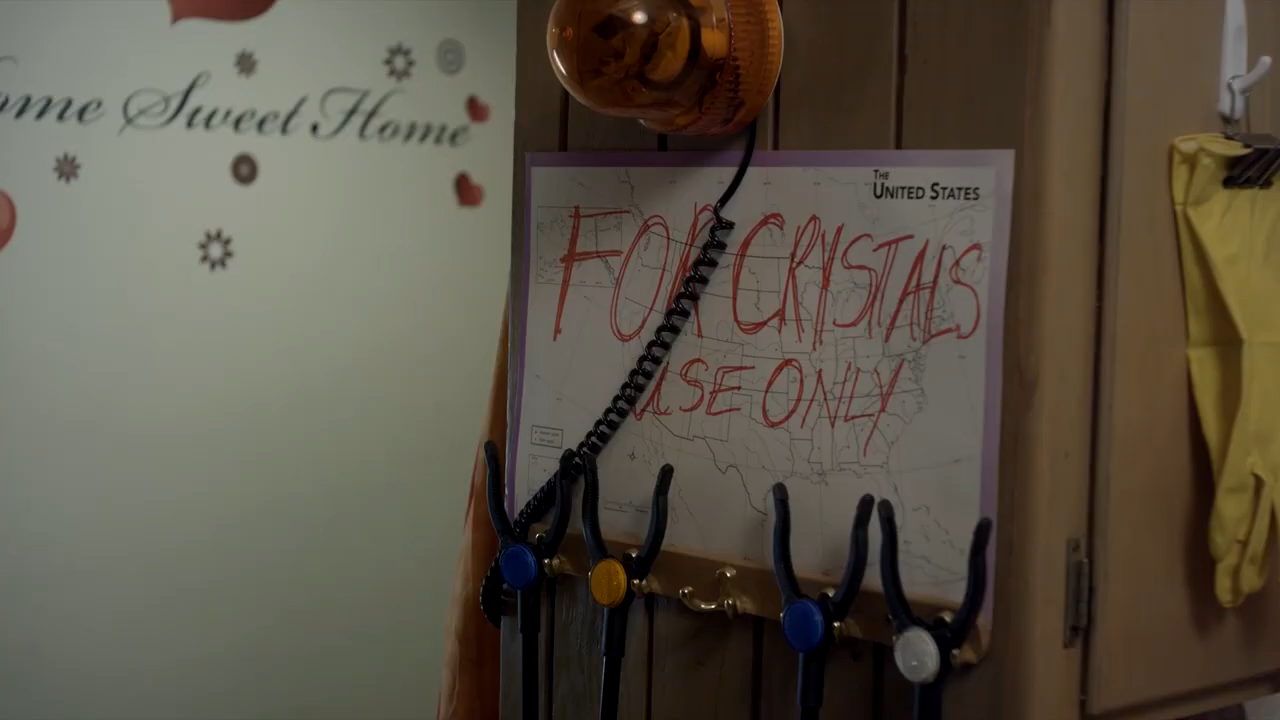 ome Sweet Home
THE
UNITED STATES
FOR CRYSTALS
USE ONLY